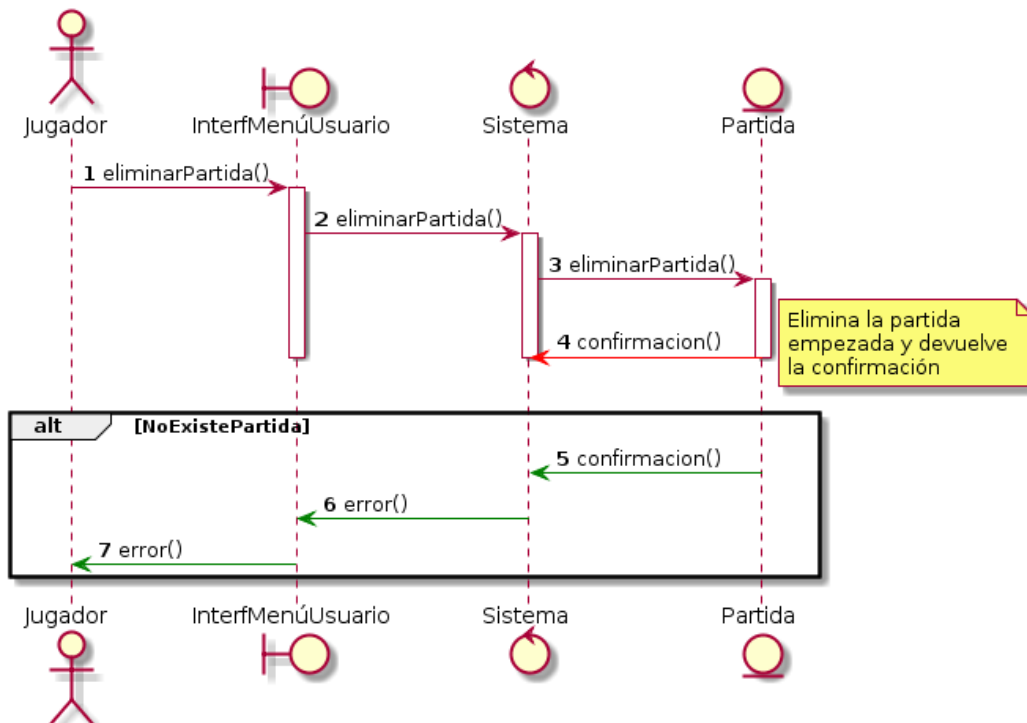 Jugador
InterfMenúUsuario
Sistema
Partida
1 eliminarPartida()
2 eliminarPartida()
3 eliminarPartida()
Elimina la partida
empezada y devuelve
la confirmación
4 confirmacion()
alt [NoExistePartida]
5 confirmacion()
6 error()
7 error()
Jugador
InterfMenúUsuario
Sistema
Partida